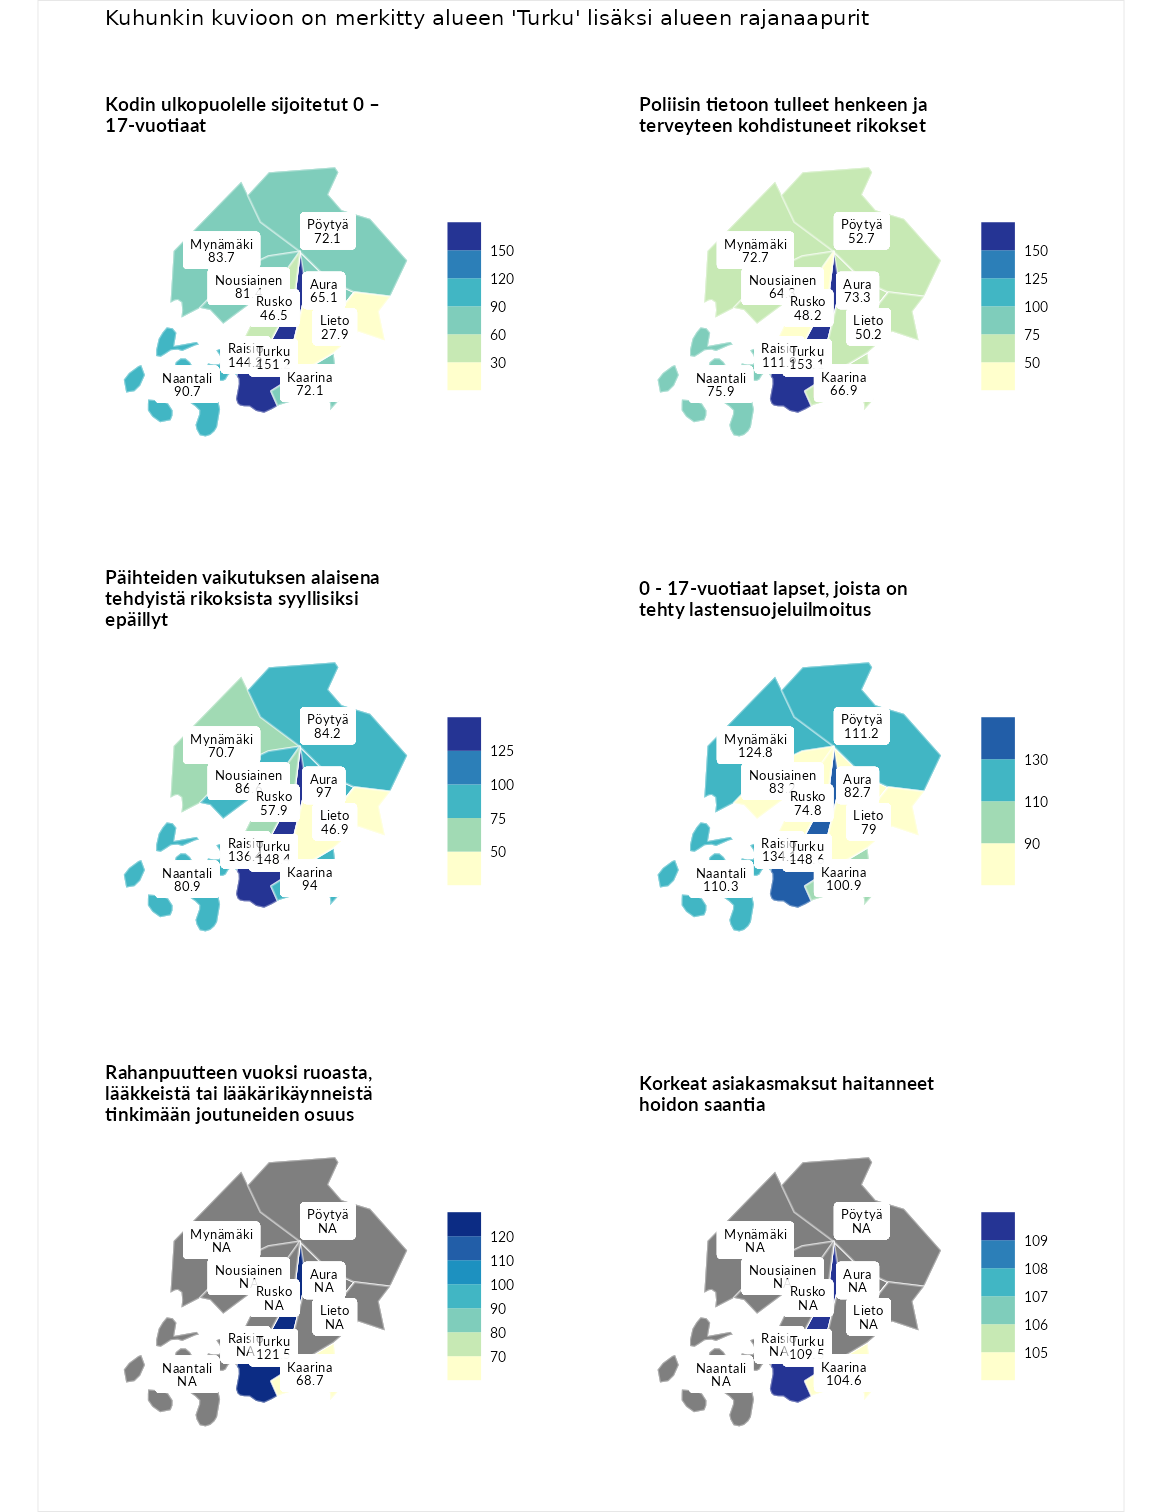 Kuhunkin kuvioon on merkitty alueen 'Turku' lisäksi alueen rajanaapurit
Kodin ulkopuolelle sijoitetut 0 –
17-vuotiaat
Pöytyä
72.1
Mynämäki
83.7
Nousiainen
Aura
65.1
Rusko
46.5
Lieto
27.9
Turku
Naantali
90.7
Kaarina
72.1
150
120
90
60
30
Poliisin tietoon tulleet henkeen ja
terveyteen kohdistuneet rikokset
Pöytyä
52.7
Mynämäki
72.7
Nousiainen
Aura
73.3
Rusko
48.2
Lieto
50.2
Turku
153.1
Naantali
75.9
Kaarina
66.9
150
125
100
75
50
Päihteiden vaikutuksen alaisena
tehdyistä rikoksista syyllisiksi
epäillyt
Pöytyä
84.2
Mynämäki
70.7
Nousiainen
Aura
97
Rusko
57.9
Lieto
46.9
Turku
148.4
Naantali
80.9
Kaarina
94
125
100
75
50
0 - 17-vuotiaat lapset, joista on
tehty lastensuojeluilmoitus
Pöytyä
111.2
Mynämäki
124.8
Nousiainen
Aura
82.7
Rusko
74.8
Lieto
79
Turku
148.6
Naantali
110.3
Kaarina
100.9
130
110
90
Rahanpuutteen vuoksi ruoasta,
lääkkeistä tai lääkärikäynneistä
tinkimään joutuneiden osuus
Pöytyä
NA
Mynämäki
NA
Nousiainen
Aura
NA
Rusko
NA
Lieto
NA
Turku
121.5
Naantali
NA
Kaarina
68.7
120
110
100
90
80
70
Korkeat asiakasmaksut haitanneet
hoidon saantia
Pöytyä
NA
Mynämäki
NA
Nousiainen
Aura
NA
Rusko
NA
Lieto
NA
Turku
109.5
Naantali
NA
Kaarina
104.6
109
108
107
106
105